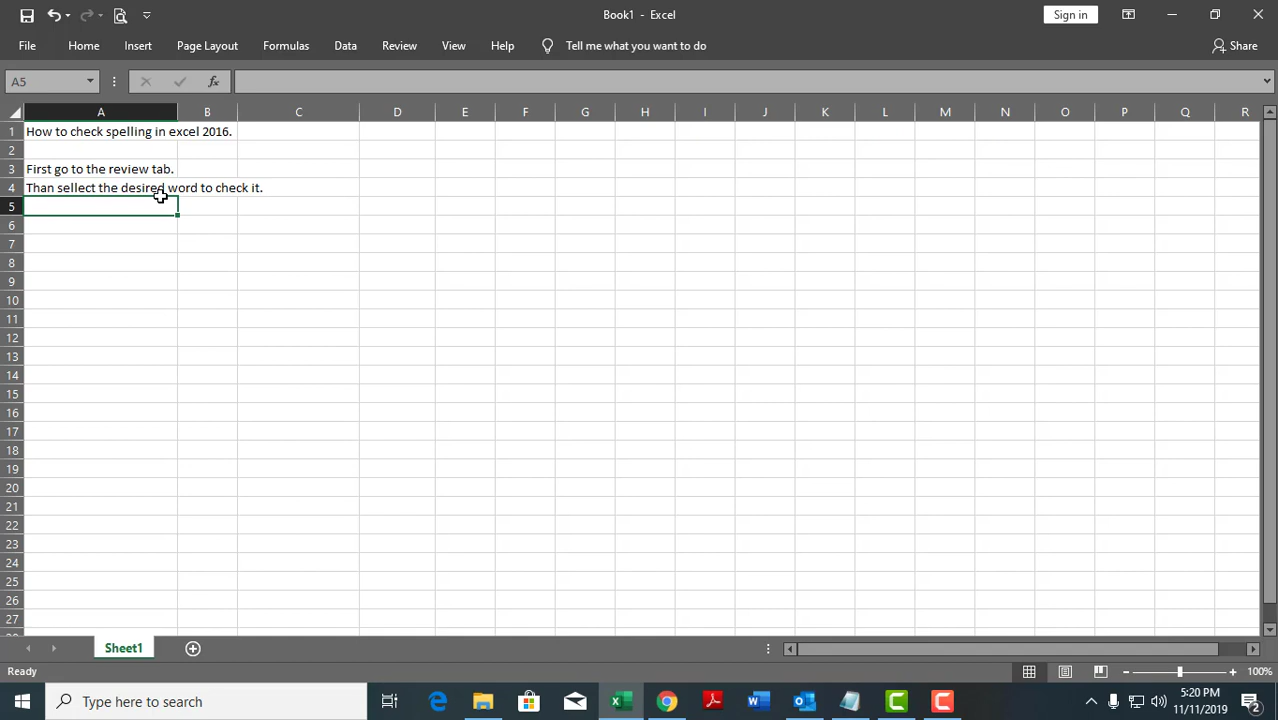 Book1 - Excel
Sign in
File Home Insert Page Layout Formulas Data Review View Help Tell me what you want to do Share
A5 fx
A B C D E F G H I J K L M N O P Q R
1 How to check spelling in excel 2016.
2
3 First go to the review tab.
4 Than sellect the desired word to check it.
5
6
7
8
9
10
11
12
13
14
15
16
17
18
19
20
21
22
23
24
25
26
27
Sheet1
Ready 100%
Type here to search
5:20 PM
11/11/2019
2